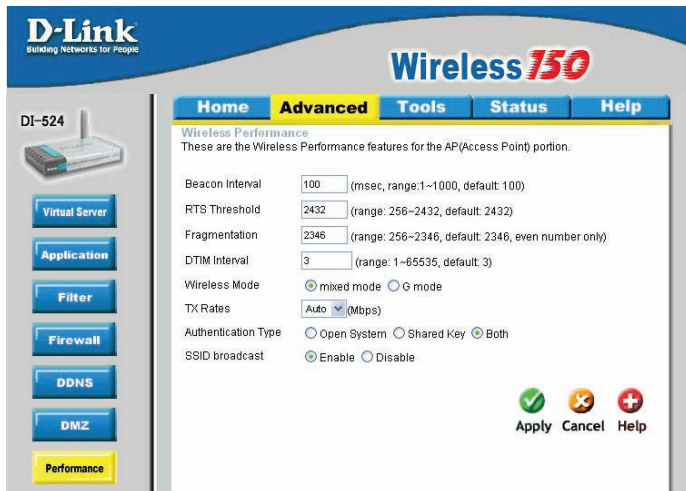 D-Link
Building Networks for People
Wireless 150
DI-524
Home Advanced Tools Status Help
Wireless Performance
These are the Wireless Performance features for the AP(Access Point) portion.
Beacon Interval 100 (msec, range:1~1000, default: 100)
RTS Threshold 2432 (range: 256~2432, default: 2432)
Fragmentation 2346 (range: 256~2346, default: 2346, even number only)
DTIM Interval 3 (range: 1~65535, default: 3)
Wireless Mode mixed mode G mode
TX Rates Auto (Mbps)
Authentication Type Open System Shared Key Both
SSID broadcast Enable Disable
Virtual Server
Application
Filter
Firewall
DDNS
DMZ
Performance
Apply Cancel Help